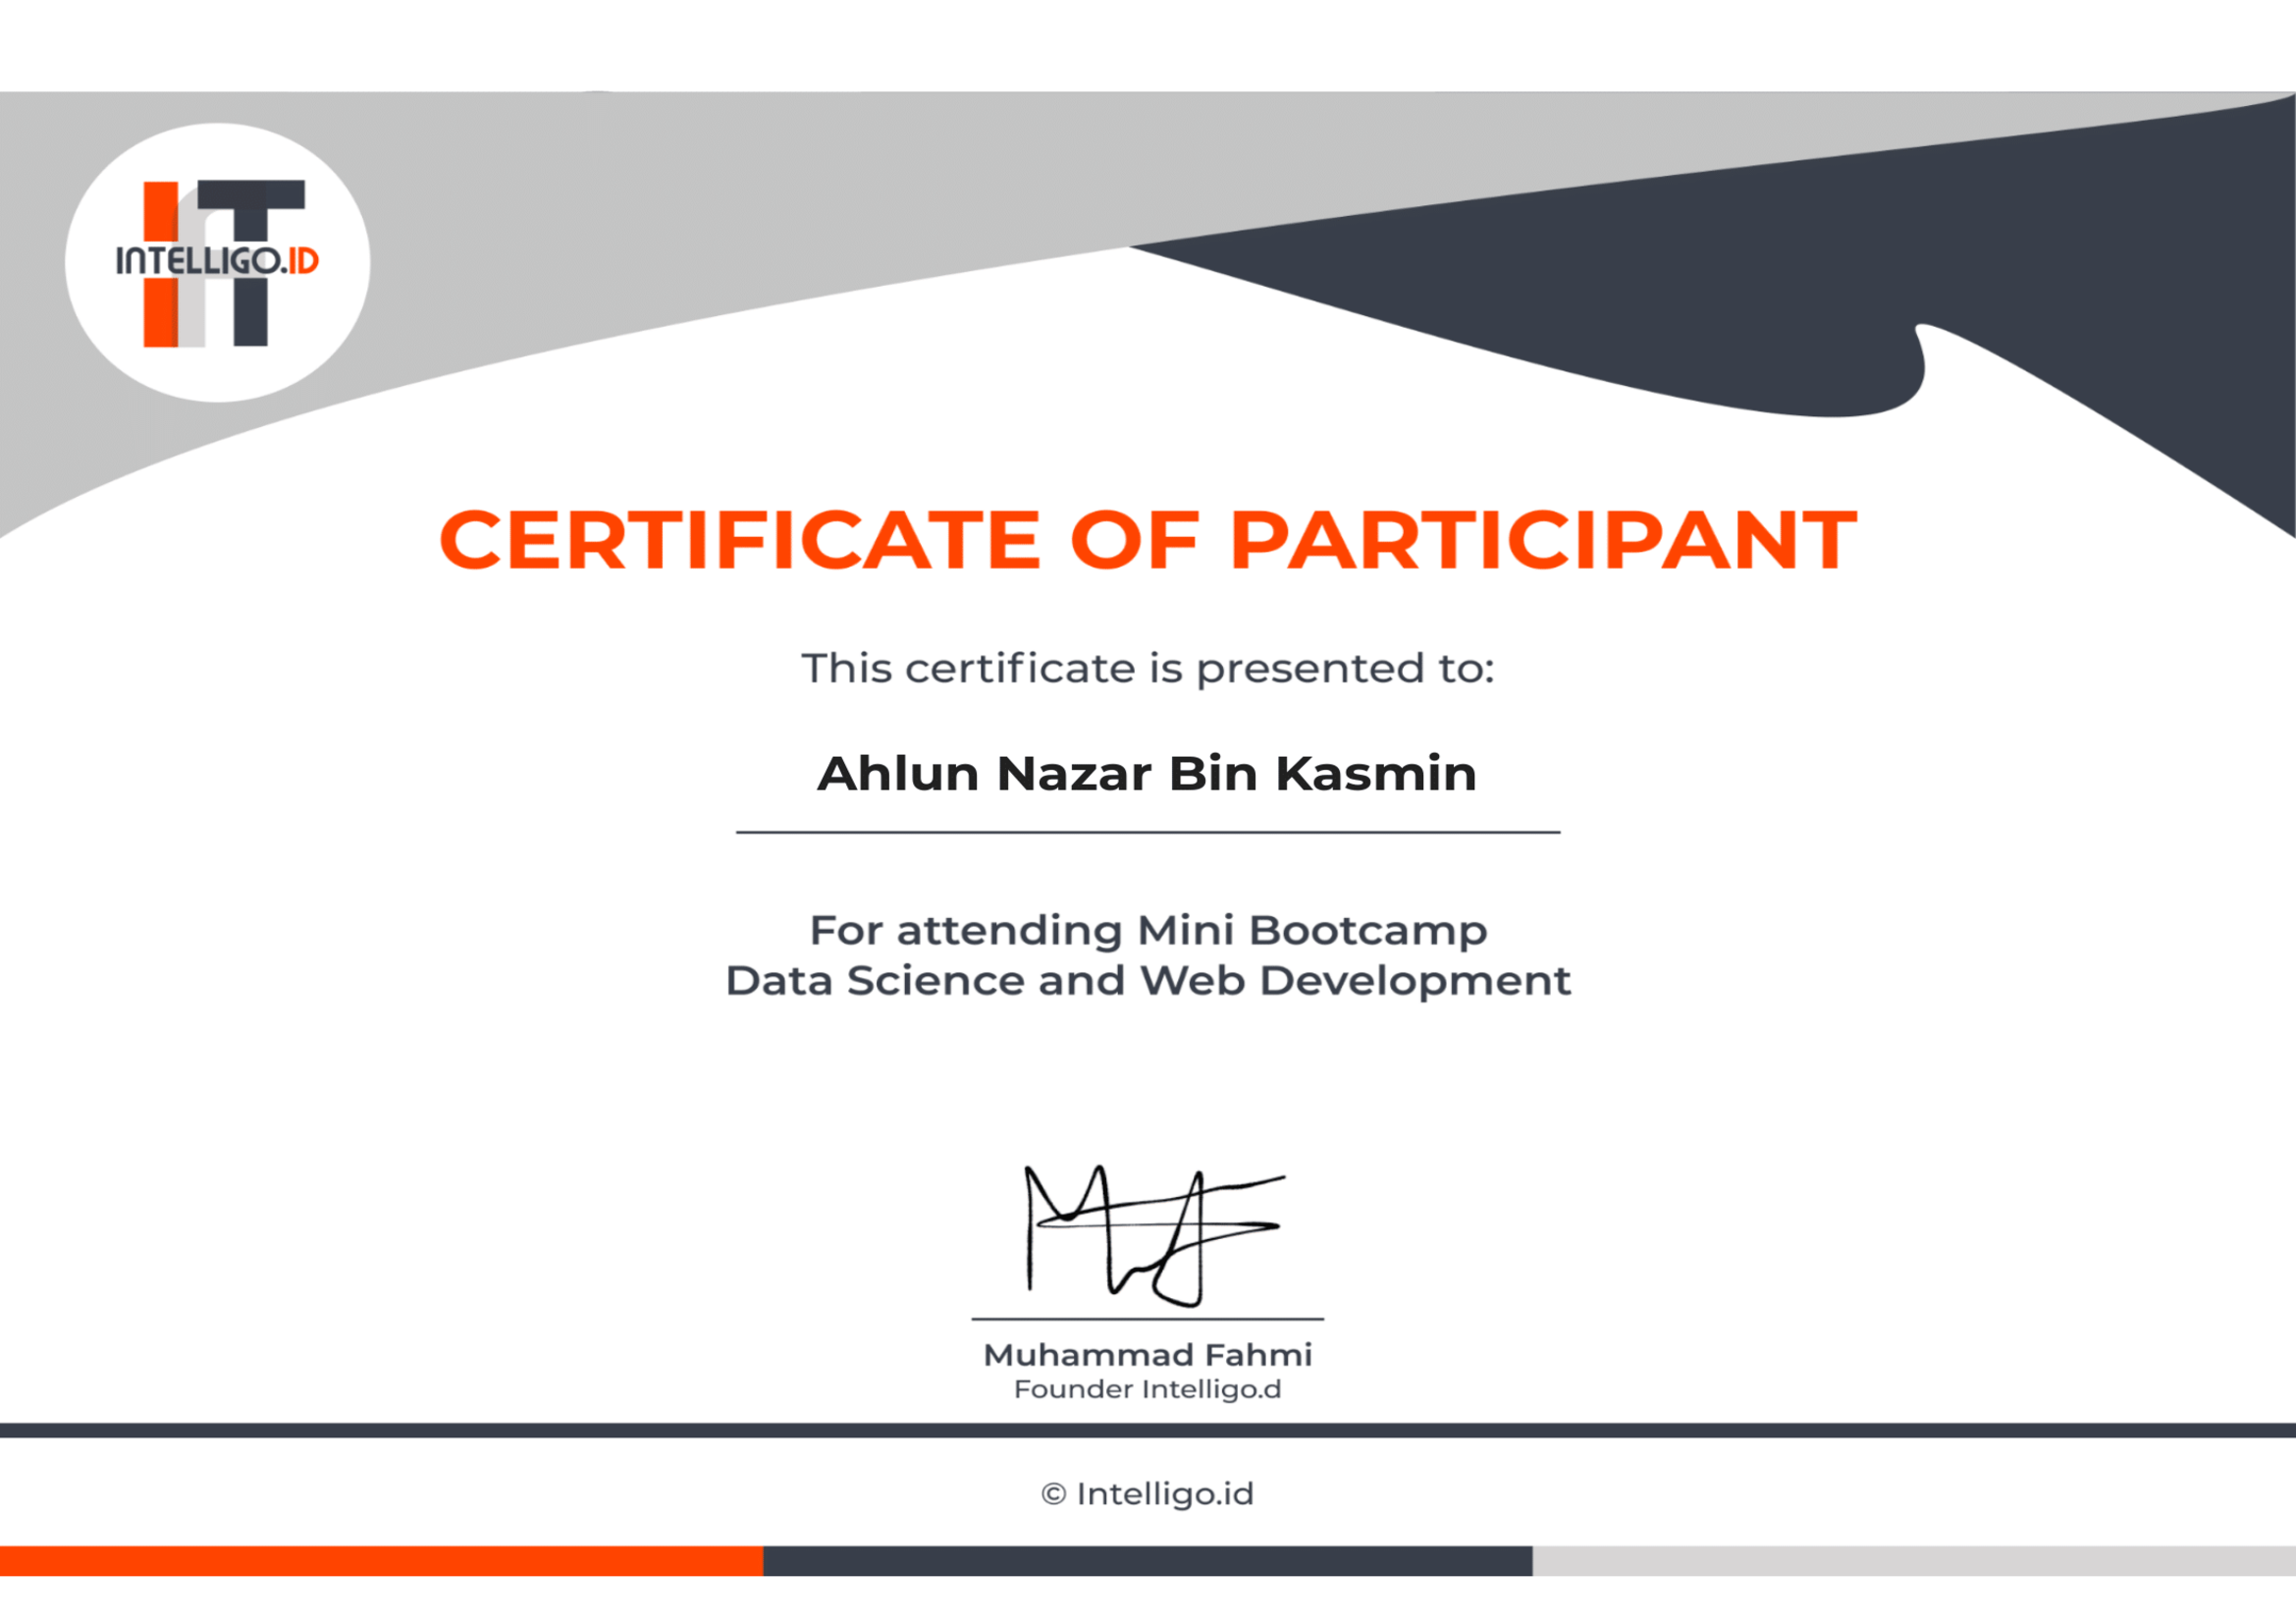 INTELLIGO.ID
CERTIFICATE OF PARTICIPANT
This certificate is presented to:
Ahlun Nazar Bin Kasmin
For attending Mini Bootcamp
Data Science and Web Development
Muhammad Fahmi
Founder Intelligo.d
© Intelligo.id